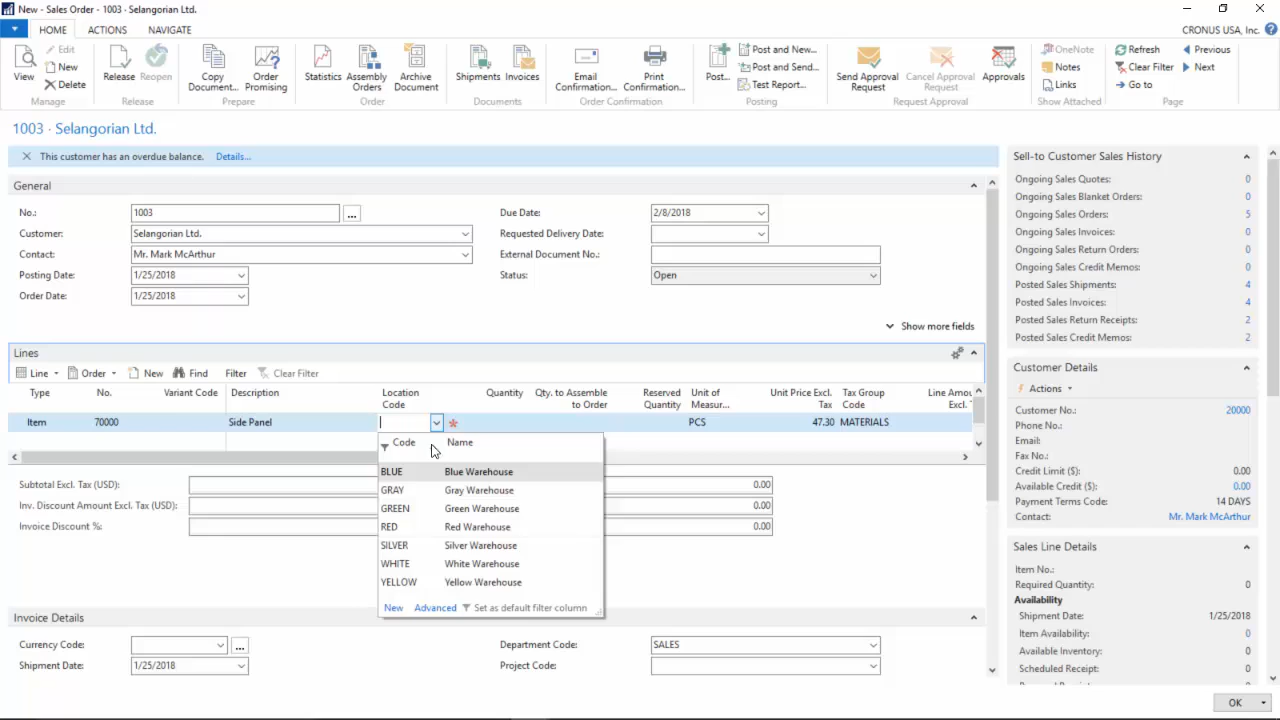 New - Sales Order - 1003 - Selangorian Ltd.
HOME ACTIONS NAVIGATE
CRONUS USA, Inc. ?
View
Edit
New
Delete
Manage
Release
Reopen
Release
Copy Document...
Order Promising
Prepare
Statistics
Assembly Orders
Archive Document
Order
Shipments
Invoices
Documents
Email Confirmation...
Print Confirmation...
Order Confirmation
Post...
Post and New...
Post and Send...
Test Report...
Posting
Send Approval Request
Cancel Approval Request
Approvals
Request Approval
OneNote
Notes
Links
Show Attached
Refresh
Clear Filter
Go to
Previous
Next
Page
1003 · Selangorian Ltd.
This customer has an overdue balance. Details...
General
No.: 1003 ...
Customer: Selangorian Ltd.
Contact: Mr. Mark McArthur
Posting Date: 1/25/2018
Order Date: 1/25/2018
Due Date: 2/8/2018
Requested Delivery Date:
External Document No.:
Status: Open
Show more fields
Lines
Line Order New Find Filter Clear Filter
Type No. Variant Code Description Location Code Quantity Qty. to Assemble to Order Reserved Quantity Unit of Measur... Unit Price Excl. Tax Tax Group Code Line Amou Excl. T
Item 70000 Side Panel PCS 47.30 MATERIALS
Code Name
BLUE Blue Warehouse
GRAY Gray Warehouse
GREEN Green Warehouse
RED Red Warehouse
SILVER Silver Warehouse
WHITE White Warehouse
YELLOW Yellow Warehouse
New Advanced Set as default filter column
Subtotal Excl. Tax (USD): 0.00
Inv. Discount Amount Excl. Tax (USD): 0.00
Invoice Discount %: 0.00
Invoice Details
Currency Code: ...
Shipment Date: 1/25/2018
Department Code: SALES
Project Code:
Sell-to Customer Sales History
Ongoing Sales Quotes: 0
Ongoing Sales Blanket Orders: 0
Ongoing Sales Orders: 5
Ongoing Sales Invoices: 0
Ongoing Sales Return Orders: 0
Ongoing Sales Credit Memos: 0
Posted Sales Shipments: 4
Posted Sales Invoices: 4
Posted Sales Return Receipts: 2
Posted Sales Credit Memos: 2
Customer Details
Actions
Customer No.: 20000
Phone No.:
Email:
Fax No.:
Credit Limit ($): 0.00
Available Credit ($): 0.00
Payment Terms Code: 14 DAYS
Contact: Mr. Mark McArthur
Sales Line Details
Item No.:
Required Quantity: 0
Availability
Shipment Date: 1/25/2018
Item Availability: 0
Available Inventory: 0
Scheduled Receipt: 0
OK